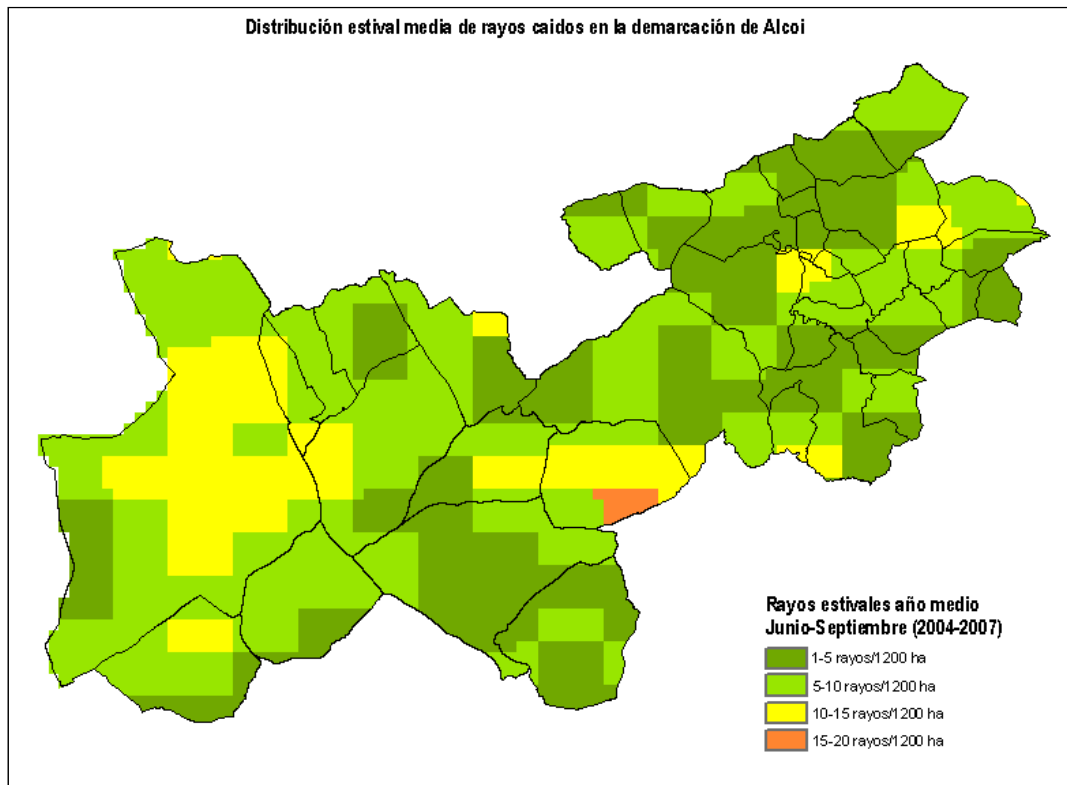 Distribución estival media de rayos caidos en la demarcación de Alcoi
Rayos estivales año medio
Junio-Septiembre (2004-2007)
1-5 rayos/1200 ha
5-10 rayos/1200 ha
10-15 rayos/1200 ha
15-20 rayos/1200 ha